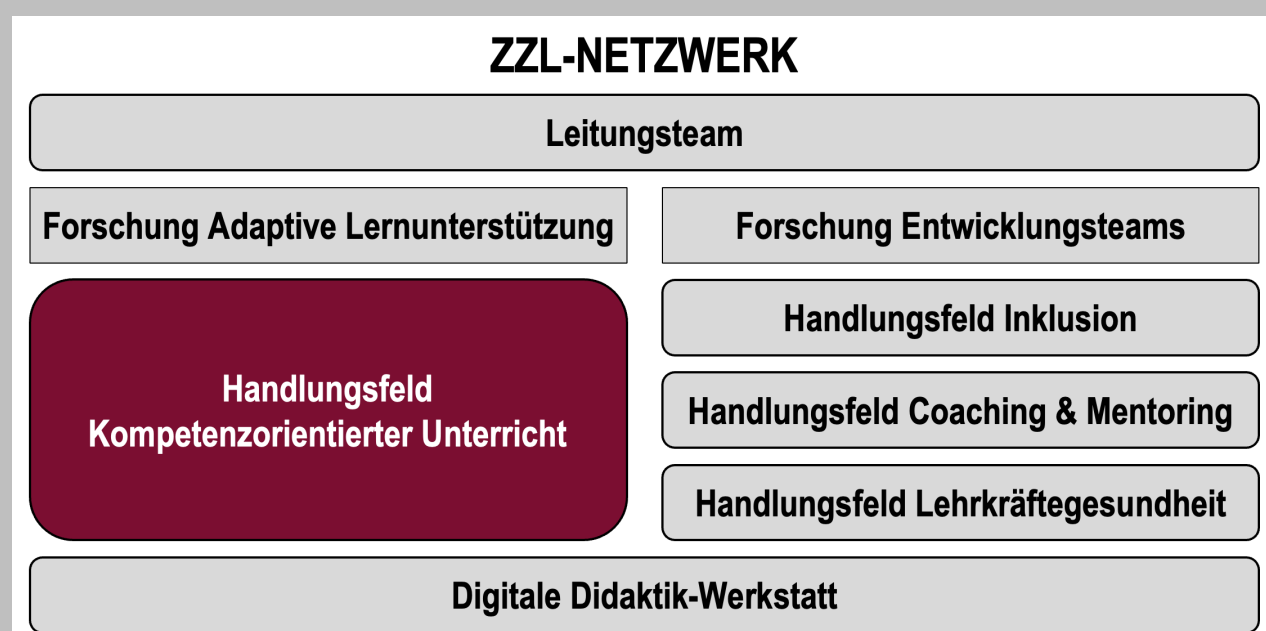 ZZL-NETZWERK
Leitungsteam
Forschung Adaptive Lernunterstützung
Forschung Entwicklungsteams
Handlungsfeld
Kompetenzorientierter Unterricht
Handlungsfeld Inklusion
Handlungsfeld Coaching & Mentoring
Handlungsfeld Lehrkräftegesundheit
Digitale Didaktik-Werkstatt